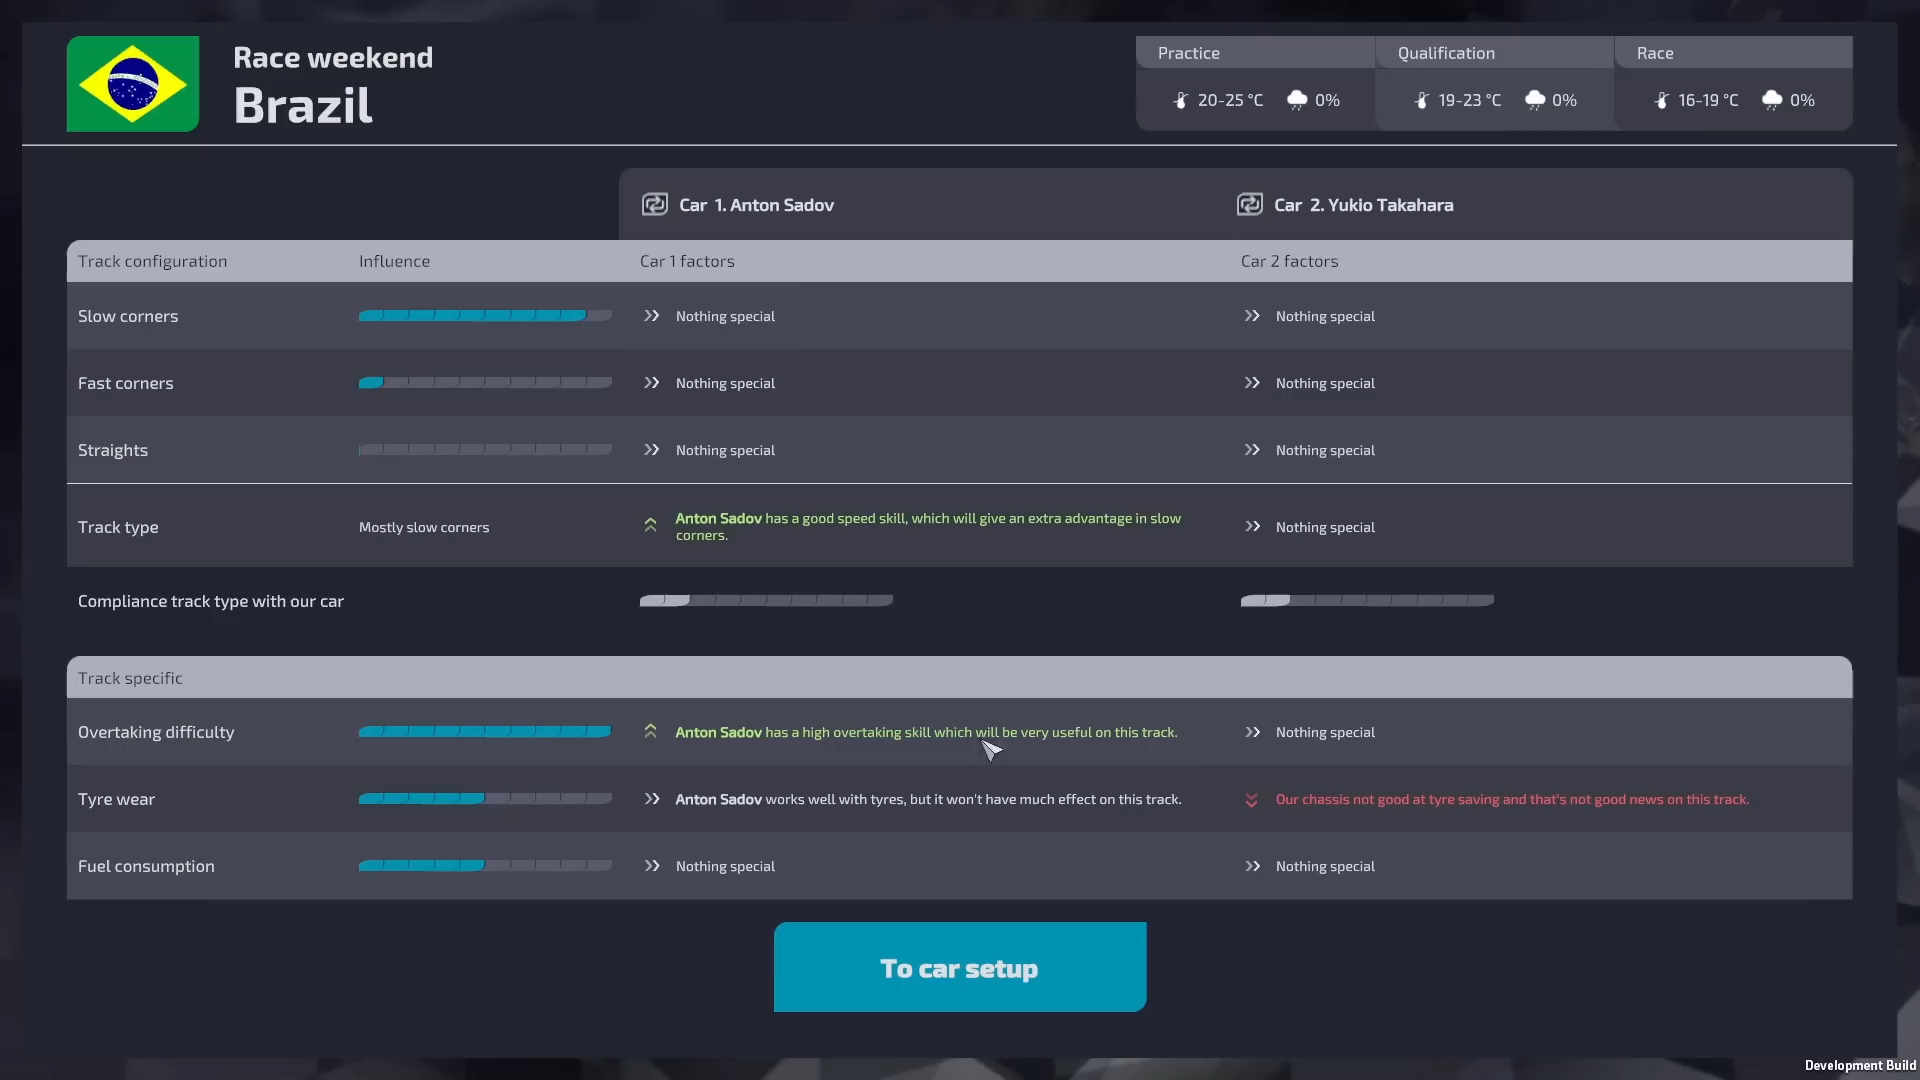 Race weekend
Brazil
Practice
Qualification
Race
20-25 °C
0%
19-23 °C
0%
16-19 °C
0%
Car 1. Anton Sadov
Car 2. Yukio Takahara
Track configuration
Influence
Car 1 factors
Car 2 factors
Slow corners
Nothing special
Nothing special
Fast corners
Nothing special
Nothing special
Straights
Nothing special
Nothing special
Track type
Mostly slow corners
Anton Sadov has a good speed skill, which will give an extra advantage in slow
corners.
Nothing special
Compliance track type with our car
Track specific
Overtaking difficulty
Anton Sadov has a high overtaking skill which will be very useful on this track.
Nothing special
Tyre wear
Anton Sadov works well with tyres, but it won't have much effect on this track.
Our chassis not good at tyre saving and that's not good news on this track.
Fuel consumption
Nothing special
Nothing special
To car setup
Development Build